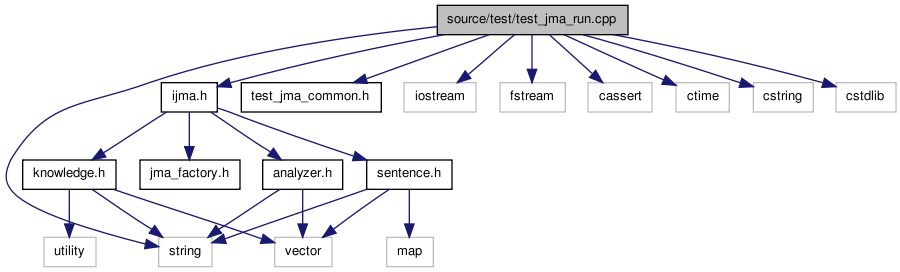 source/test/test_jma_run.cpp
ijma.h
test_jma_common.h
iostream
fstream
cassert
ctime
cstring
cstdlib
knowledge.h
jma_factory.h
analyzer.h
sentence.h
utility
string
vector
map